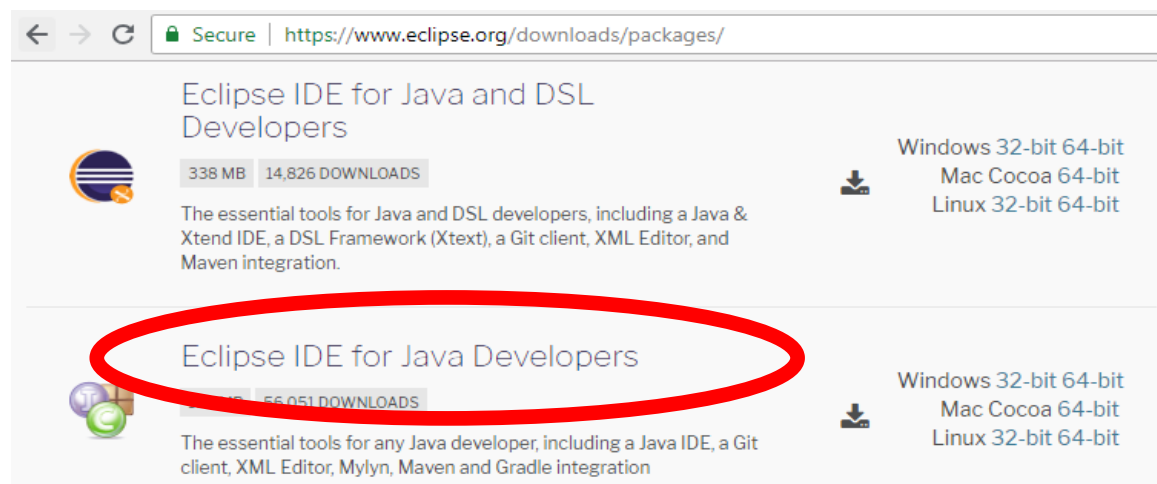 Secure | https://www.eclipse.org/downloads/packages/
Eclipse IDE for Java and DSL
Developers
338 MB 14,826 DOWNLOADS
The essential tools for Java and DSL developers, including a Java &
Xtend IDE, a DSL Framework (Xtext), a Git client, XML Editor, and
Maven integration.
Windows 32-bit 64-bit
Mac Cocoa 64-bit
Linux 32-bit 64-bit
Eclipse IDE for Java Developers
56,051 DOWNLOADS
The essential tools for any Java developer, including a Java IDE, a Git
client, XML Editor, Mylyn, Maven and Gradle integration
Windows 32-bit 64-bit
Mac Cocoa 64-bit
Linux 32-bit 64-bit